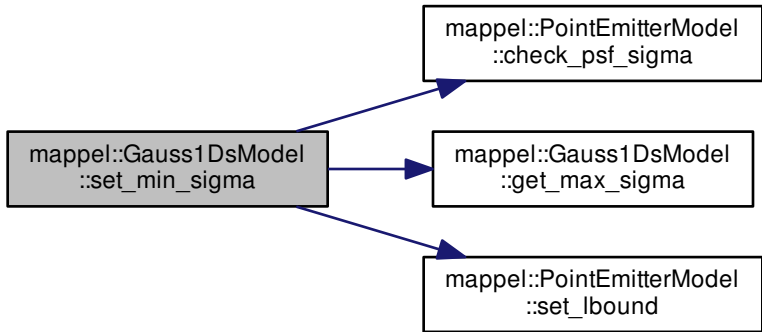 mappel::PointEmitterModel
::check_psf_sigma
mappel::Gauss1DsModel
::set_min_sigma
mappel::Gauss1DsModel
::get_max_sigma
mappel::PointEmitterModel
::set_lbound